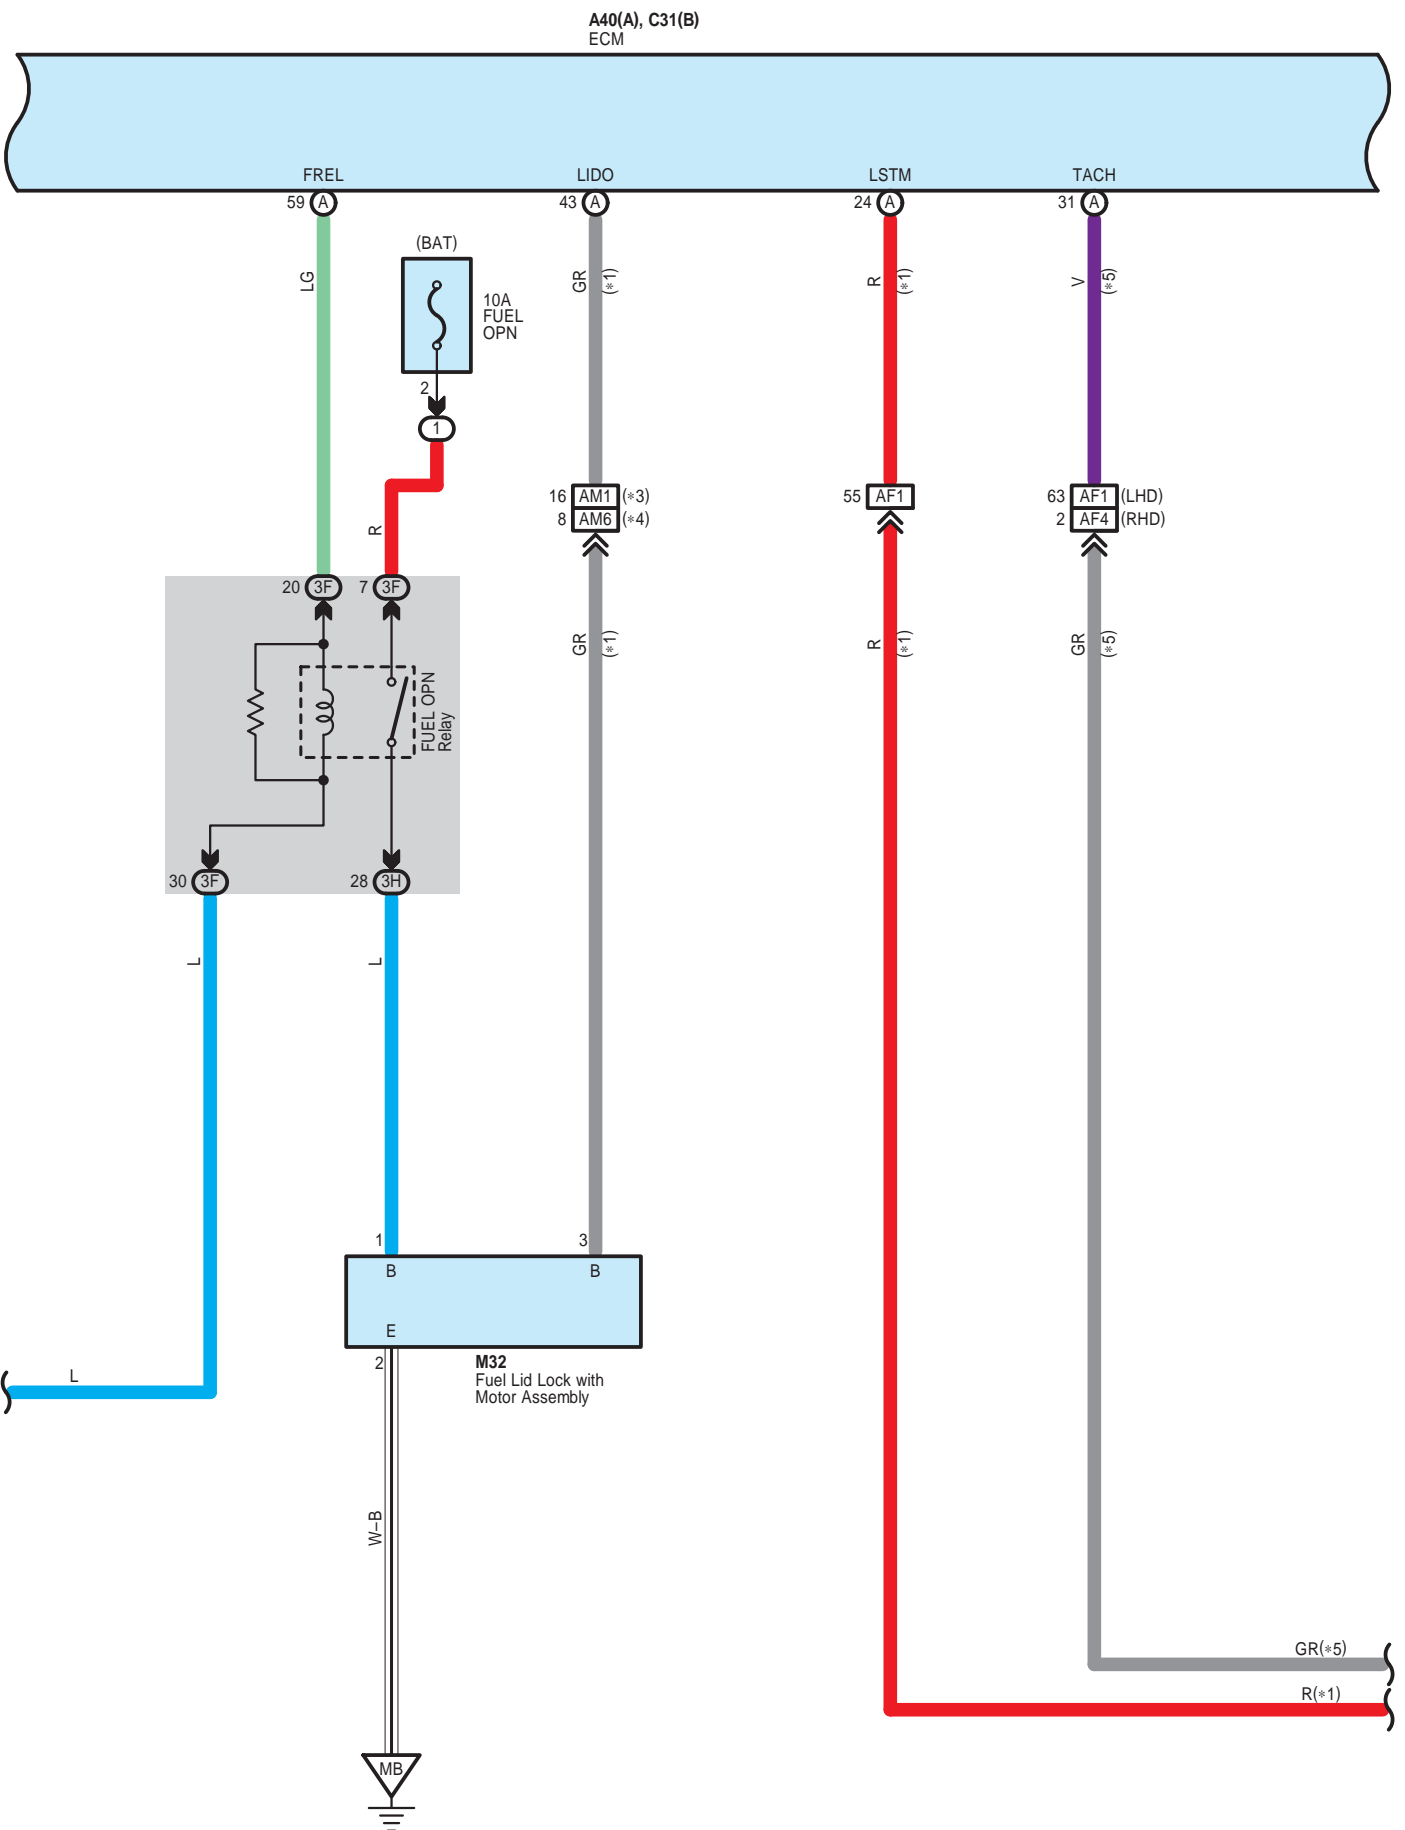 A40(A), C31(B)
ECM
FREL
LIDO
LSTM
TACH
59 A
43 A
24 A
31 A
(BAT)
LG
GR
(*1)
R
(*1)
V
(*5)
10A
FUEL
OPN
2
1
R
16 AM1 (*3)
8 AM6 (*4)
55 AF1
63 AF1 (LHD)
2 AF4 (RHD)
20 3F
7 3F
GR
(*1)
R
(*1)
GR
(*5)
FUEL OPN
Relay
30 3F
28 3H
L
L
1
3
B
B
E
2
M32
Fuel Lid Lock with
Motor Assembly
L
W–B
GR(*5)
R(*1)
MB